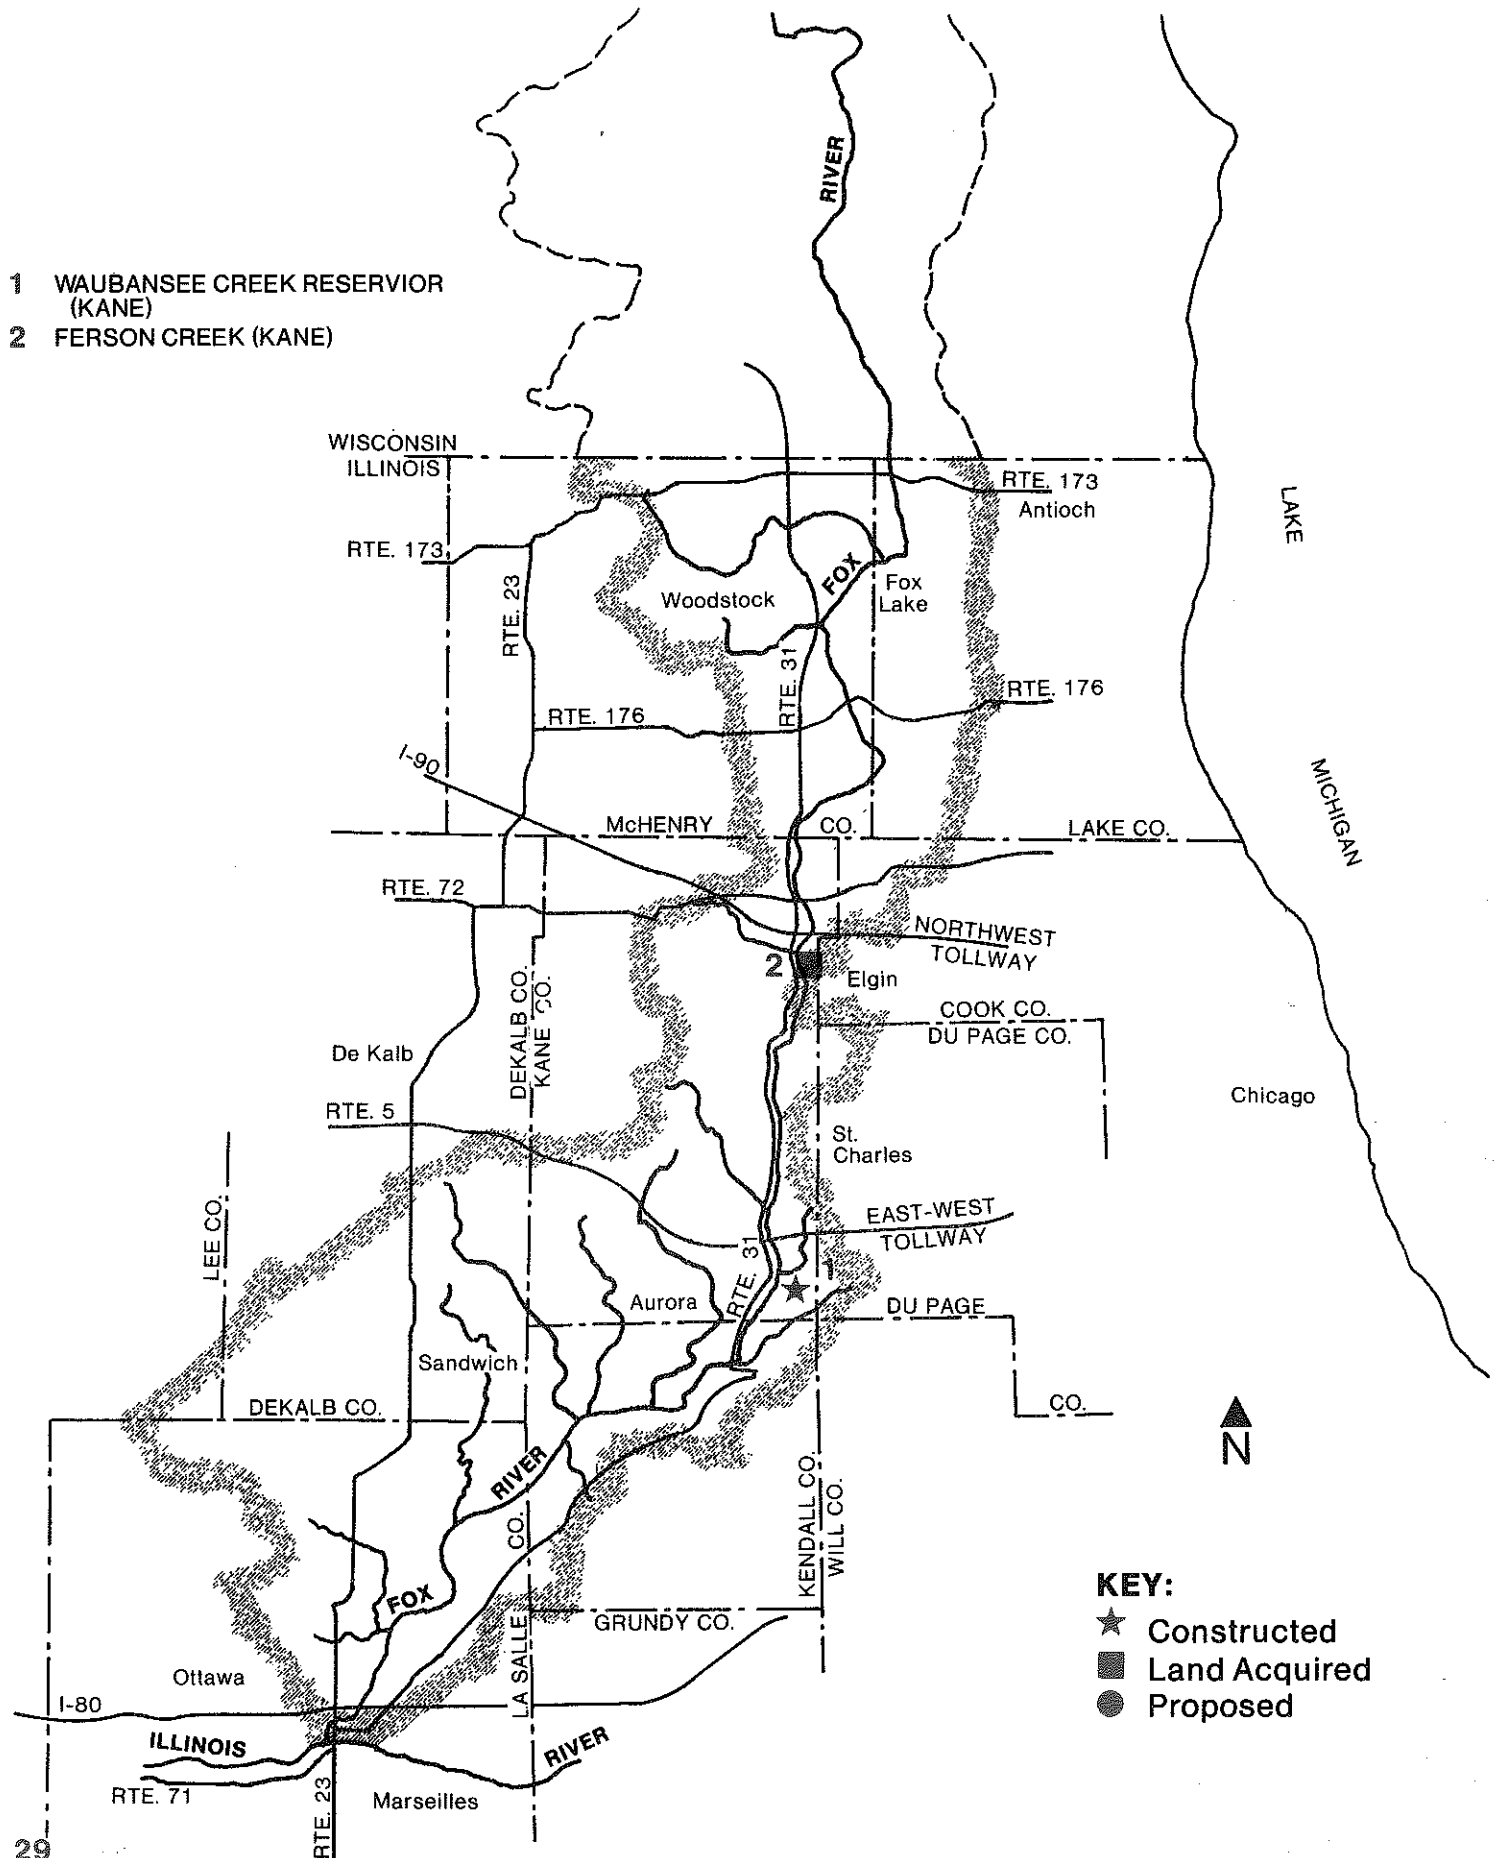 RIVER
1 WAUBANSEE CREEK RESERVIOR
(KANE)
2 FERSON CREEK (KANE)
WISCONSIN
ILLINOIS
RTE. 173
Antioch
LAKE
RTE. 173
RTE. 23
FOX
Fox
Lake
Woodstock
RTE. 31
RTE. 176
RTE. 176
I-90
MICHIGAN
McHENRY CO.
LAKE CO.
RTE. 72
NORTHWEST
TOLLWAY
2
Elgin
DEKALB CO.
KANE CO.
COOK CO.
DU PAGE CO.
De Kalb
Chicago
RTE. 5
St.
Charles
LEE CO.
EAST-WEST
TOLLWAY
RTE. 31
1
Aurora
DU PAGE
Sandwich
DEKALB CO.
CO.
N
RIVER
KENDALL CO.
WILL CO.
CO.
FOX
GRUNDY CO.
LA SALLE
KEY:
Constructed
Land Acquired
Proposed
Ottawa
I-80
ILLINOIS
RIVER
RTE. 71
RTE. 23
Marseilles
29